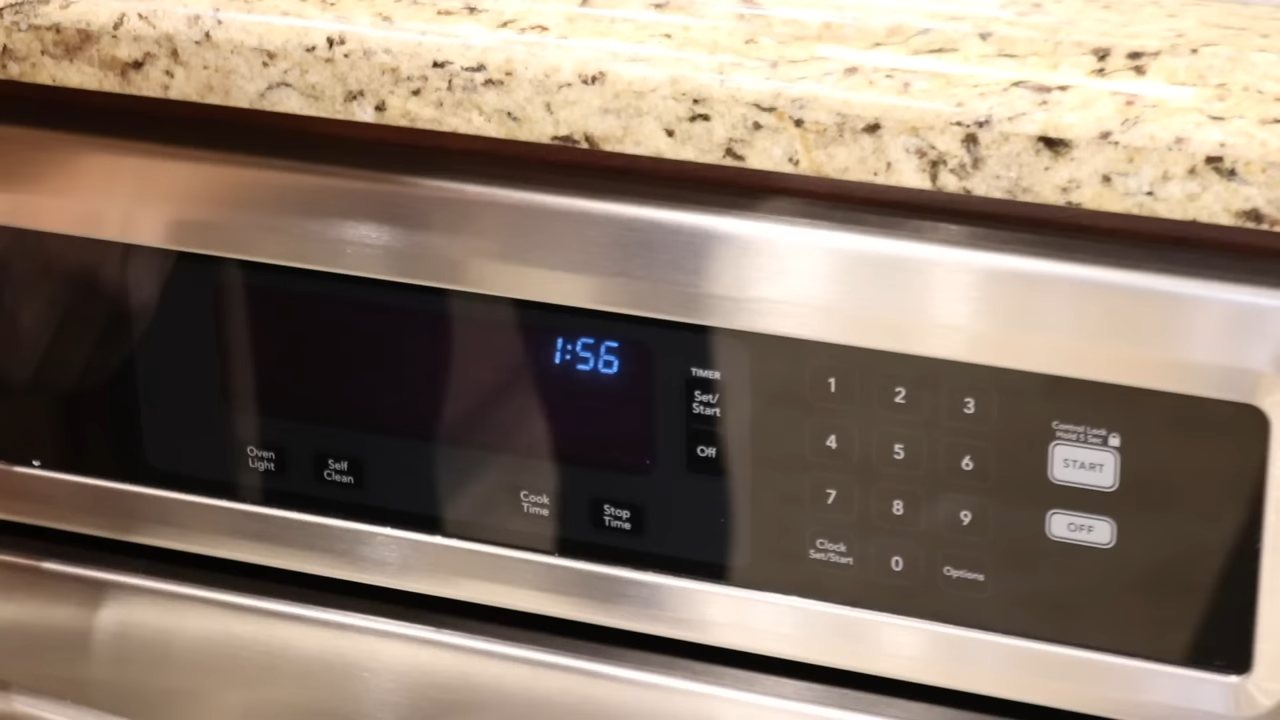 1:56
TIMER
Set/
Start
Off
Oven
Light
Self
Clean
Cook
Time
Stop
Time
1 2 3
4 5 6
7 8 9
Clock
Set/Start
0
Options
Control Lock
Hold 5 Sec
START
OFF